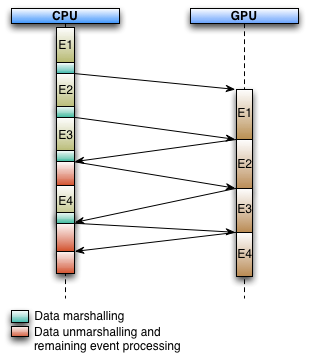 CPU
GPU
E1
E2
E3
E4
E1
E2
E3
E4
Data marshalling
Data unmarshalling and
remaining event processing